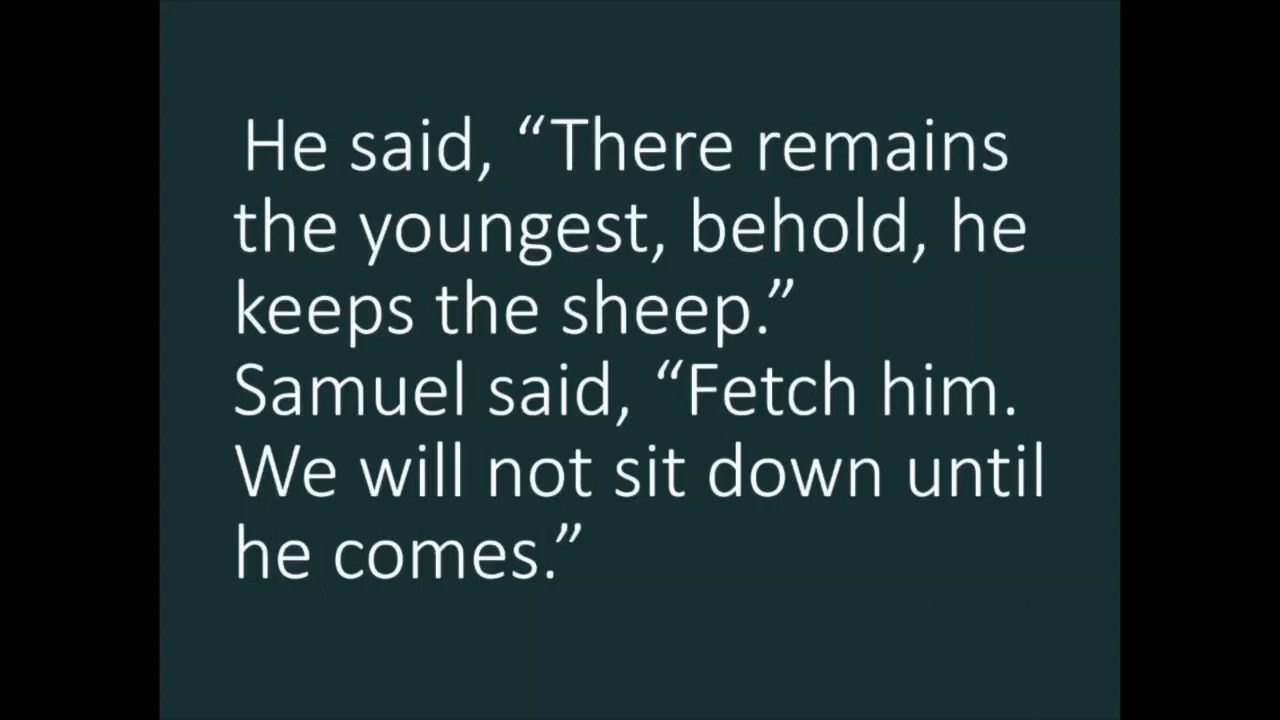 He said, “There remains
the youngest, behold, he
keeps the sheep.”
Samuel said, “Fetch him.
We will not sit down until
he comes.”